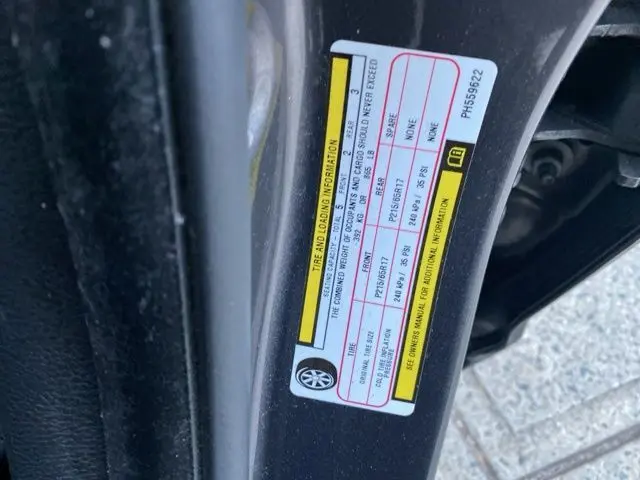 TIRE AND LOADING INFORMATION
SEATING CAPACITY - TOTAL 5 FRONT 2 REAR 3
THE COMBINED WEIGHT OF OCCUPANTS AND CARGO SHOULD NEVER EXCEED
392 KG OR 865 LB
TIRE FRONT REAR SPARE
ORIGINAL TIRE SIZE P215/65R17 P215/65R17 NONE
COLD TIRE INFLATION PRESSURE 240 kPa / 35 PSI 240 kPa / 35 PSI NONE
SEE OWNERS MANUAL FOR ADDITIONAL INFORMATION
PH559622